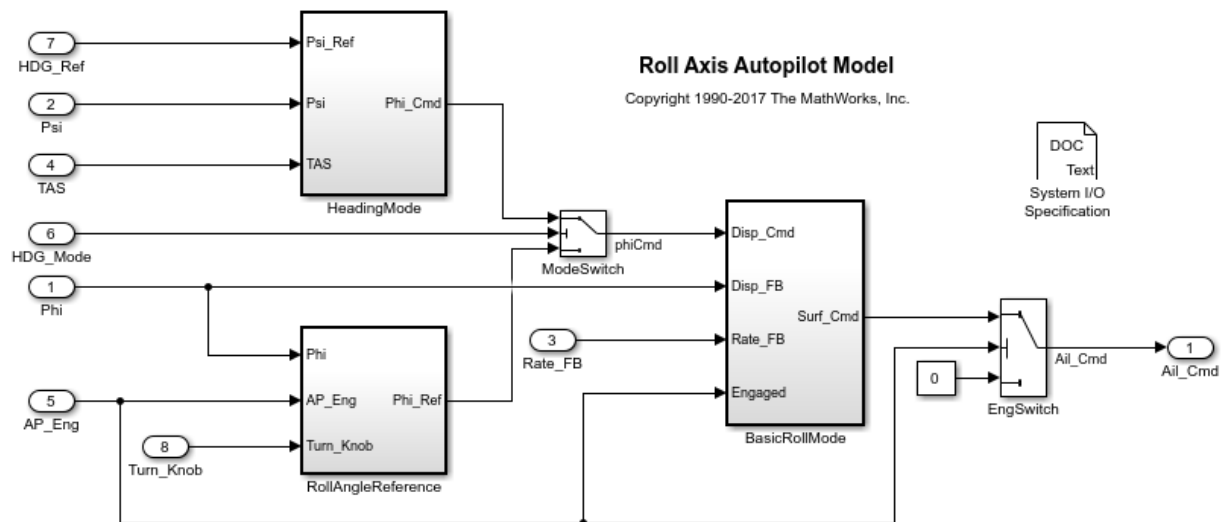 7
HDG_Ref
2
Psi
4
TAS
Psi_Ref
Psi
TAS
Phi_Cmd
HeadingMode
Roll Axis Autopilot Model
Copyright 1990-2017 The MathWorks, Inc.
DOC
Text
System I/O
Specification
6
HDG_Mode
phiCmd
ModeSwitch
1
Phi
Disp_Cmd
Disp_FB
Rate_FB
Engaged
Surf_Cmd
BasicRollMode
3
Rate_FB
5
AP_Eng
8
Turn_Knob
Phi
AP_Eng
Turn_Knob
Phi_Ref
RollAngleReference
0
EngSwitch
Ail_Cmd
1
Ail_Cmd